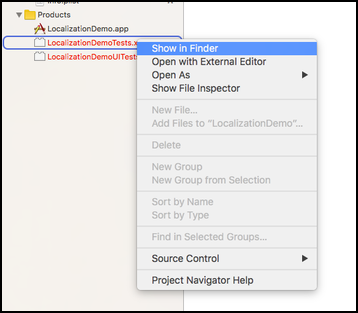 Products
LocalizationDemo.app
LocalizationDemoTests.x
LocalizationDemoUITest
Show in Finder
Open with External Editor
Open As
Show File Inspector
New File...
Add Files to “LocalizationDemo”...
Delete
New Group
New Group from Selection
Sort by Name
Sort by Type
Find in Selected Groups...
Source Control
Project Navigator Help